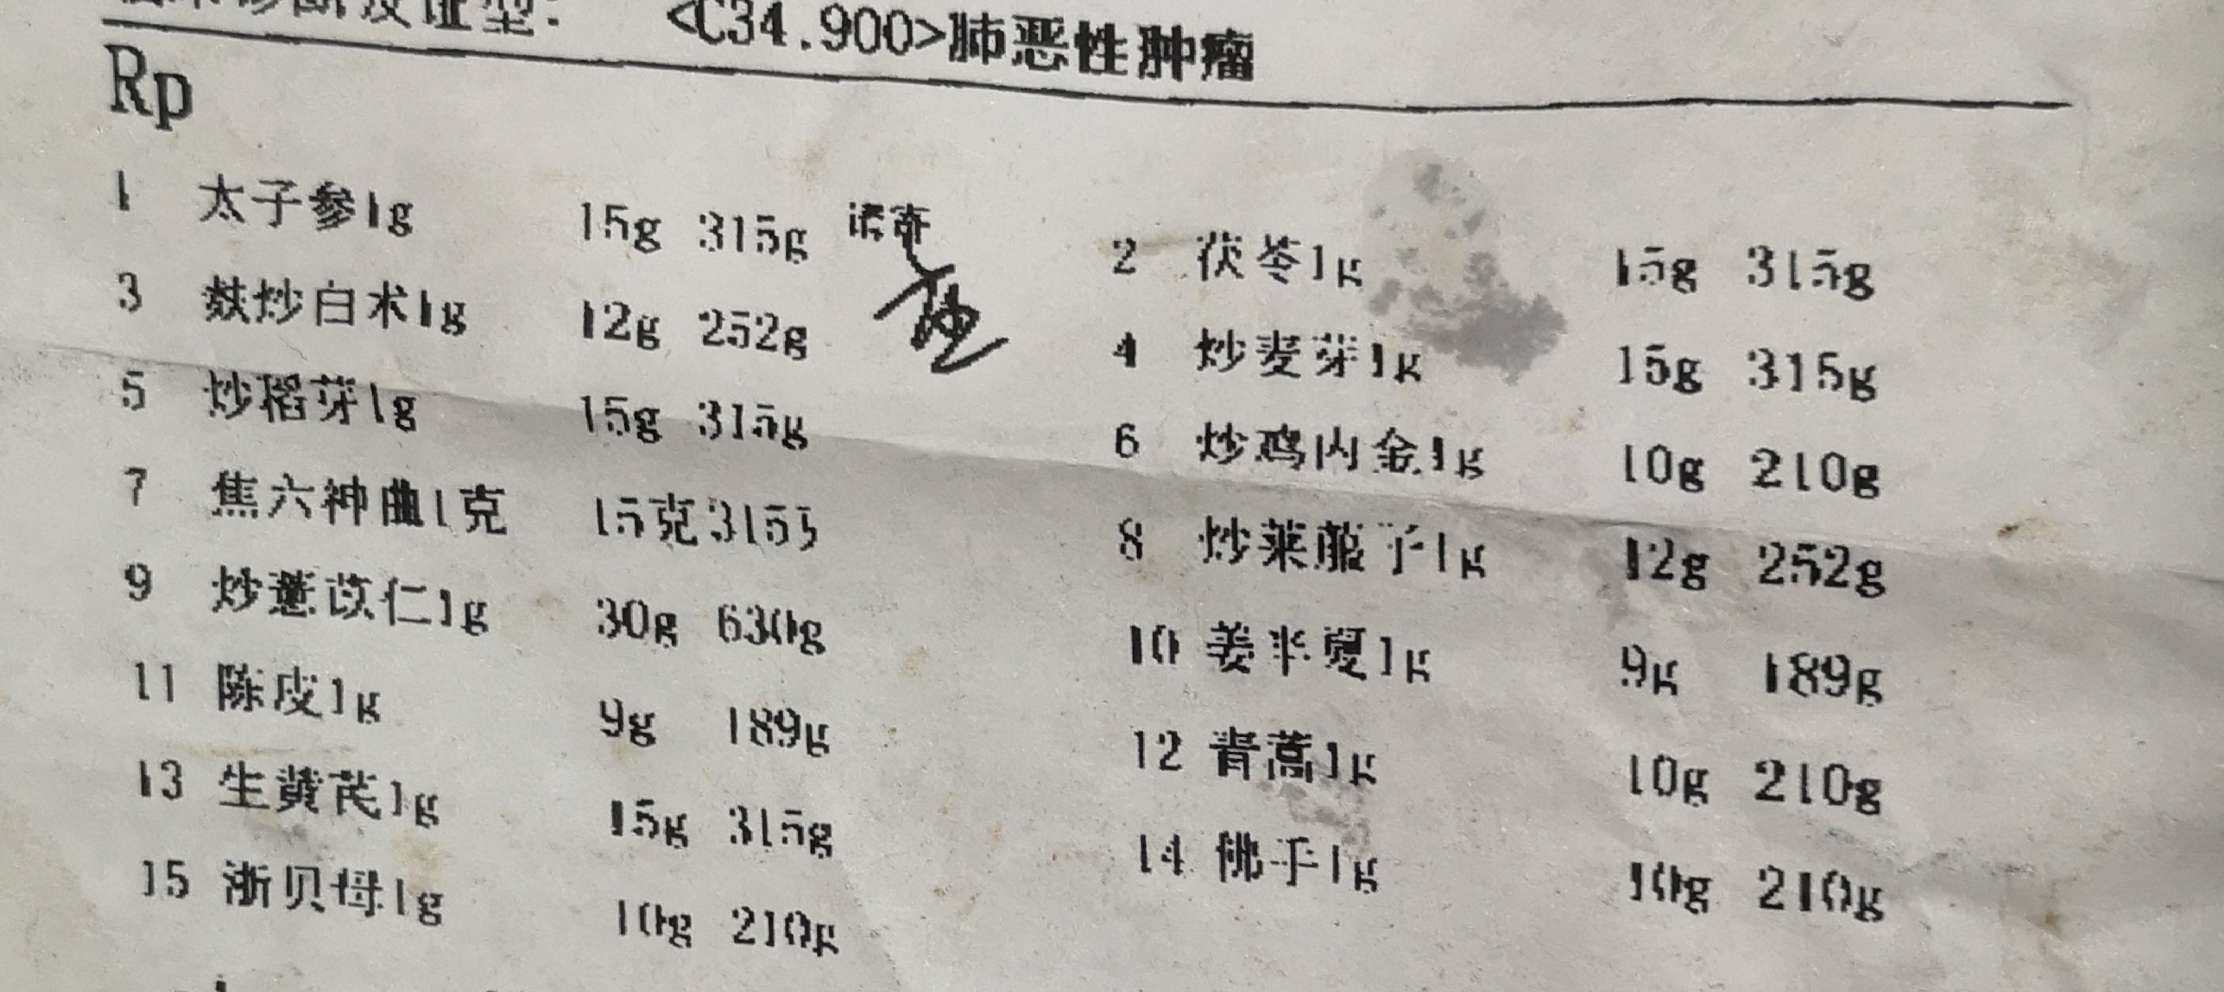 诊断及证型： <C34.900>肺恶性肿瘤
Rp
1 太子参1g 15g 315g
2 茯苓1g 15g 315g
3 麸炒白术1g 12g 252g
4 炒麦芽1g 15g 315g
5 炒稻芽1g 15g 315g
6 炒鸡内金1g 10g 210g
7 焦六神曲1克 15克 315
8 炒莱菔子1g 12g 252g
9 炒薏苡仁1g 30g 630g
10 姜半夏1g 9g 189g
11 陈皮1g 9g 189g
12 青蒿1g 10g 210g
13 生黄芪1g 15g 315g
14 佛手1g 10g 210g
15 浙贝母1g 10g 210g